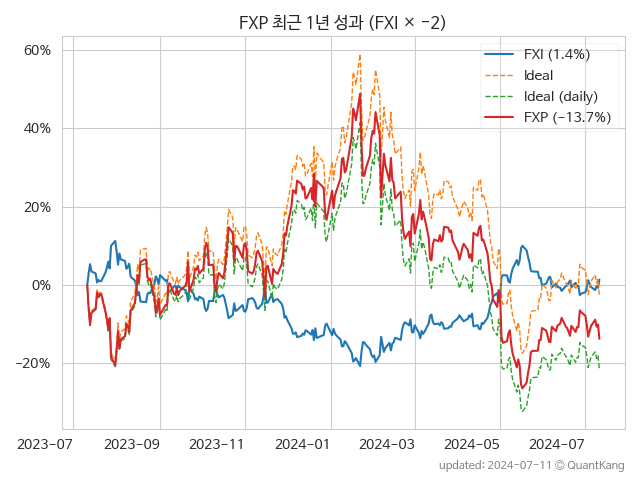 FXP 최근 1년 성과 (FXI × −2)
60%
40%
20%
0%
−20%
FXI (1.4%)
Ideal
Ideal (daily)
FXP (−13.7%)
2023-07
2023-09
2023-11
2024-01
2024-03
2024-05
2024-07
updated: 2024-07-11 © QuantKang